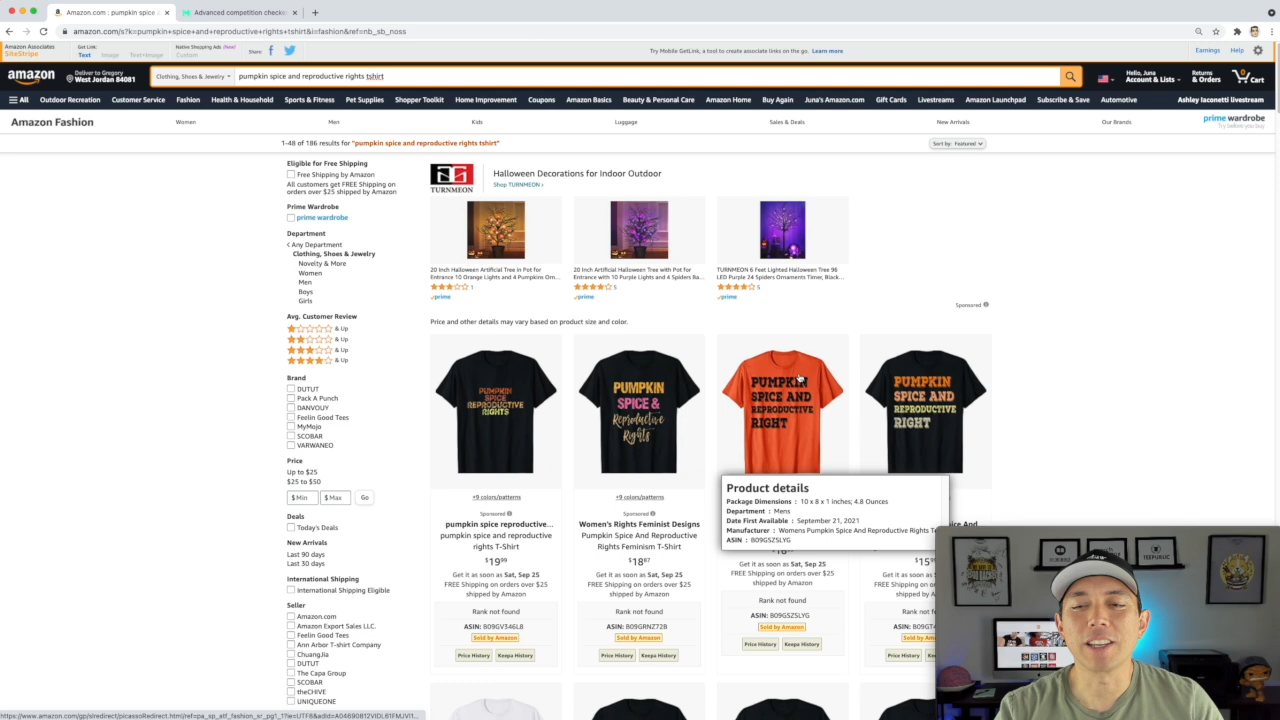 Amazon.com : pumpkin spice a
Advanced competition checke
amazon.com/s?k=pumpkin+spice+and+reproductive+rights+tshirt&i=fashion&ref=nb_sb_noss
Amazon Associates
SiteStripe
Get Link:
Text
Image
Text+Image
Native Shopping Ads (New)
Custom
Share:
Try Mobile GetLink, a tool to create associate links on the go. Learn more
Earnings
Help
amazon
Deliver to Gregory
West Jordan 84081
Clothing, Shoes & Jewelry
pumpkin spice and reproductive rights tshirt
Hello, Juna
Account & Lists
Returns
& Orders
0
Cart
All
Outdoor Recreation
Customer Service
Fashion
Health & Household
Sports & Fitness
Pet Supplies
Shopper Toolkit
Home Improvement
Coupons
Amazon Basics
Beauty & Personal Care
Amazon Home
Buy Again
Juna's Amazon.com
Gift Cards
Livestreams
Amazon Launchpad
Subscribe & Save
Automotive
Ashley Iaconetti livestream
Amazon Fashion
Women
Men
Kids
Luggage
Sales & Deals
New Arrivals
Our Brands
prime wardrobe
Try before you buy
1-48 of 186 results for "pumpkin spice and reproductive rights tshirt"
Sort by: Featured
Eligible for Free Shipping
Free Shipping by Amazon
All customers get FREE Shipping on
orders over $25 shipped by Amazon
Prime Wardrobe
prime wardrobe
Department
Any Department
Clothing, Shoes & Jewelry
Novelty & More
Women
Men
Boys
Girls
Avg. Customer Review
& Up
& Up
& Up
& Up
Brand
DUTUT
Pack A Punch
DANVOUY
Feelin Good Tees
MyMojo
SCOBAR
VARWANEO
Price
Up to $25
$25 to $50
$ Min
$ Max
Go
Deals
Today's Deals
New Arrivals
Last 90 days
Last 30 days
International Shipping
International Shipping Eligible
Seller
Amazon.com
Amazon Export Sales LLC.
Feelin Good Tees
Ann Arbor T-shirt Company
ChuangJia
DUTUT
The Capa Group
SCOBAR
theCHIVE
UNIQUEONE
TURNMEON
Halloween Decorations for Indoor Outdoor
Shop TURNMEON ›
20 Inch Halloween Artificial Tree in Pot for
Entrance 10 Orange Lights and 4 Pumpkins Orn...
1
prime
20 Inch Halloween Artificial Tree with Pot for
Entrance with 10 Purple Lights and 4 Spiders Ba...
5
prime
TURNMEON 6 Feet Lighted Halloween Tree 96
LED Purple 24 Spiders Ornaments Timer, Black...
5
prime
Sponsored
Price and other details may vary based on product size and color.
PUMPKIN
SPICE
REPRODUCTIVE
RIGHTS
+9 colors/patterns
Sponsored
pumpkin spice reproductive...
pumpkin spice and reproductive
rights T-Shirt
$19 99
Get it as soon as Sat, Sep 25
FREE Shipping on orders over $25
shipped by Amazon
Rank not found
ASIN: B09GV346L8
Sold by Amazon
Price History
Keepa History
PUMPKIN
SPICE &
Reproductive
Rights
+9 colors/patterns
Sponsored
Women's Rights Feminist Designs
Pumpkin Spice And Reproductive
Rights Feminism T-Shirt
$18 87
Get it as soon as Sat, Sep 25
FREE Shipping on orders over $25
shipped by Amazon
Rank not found
ASIN: B09GRNZ72B
Sold by Amazon
Price History
Keepa History
PUMPKIN
SPICE AND
REPRODUCTIVE
RIGHT
Product details
Package Dimensions : 10 x 8 x 1 inches; 4.8 Ounces
Department : Mens
Date First Available : September 21, 2021
Manufacturer : Womens Pumpkin Spice And Reproductive Rights
ASIN : B09GSZSLYG
Get it as soon as Sat, Sep 25
FREE Shipping on orders over $25
shipped by Amazon
Rank not found
ASIN: B09GSZSLYG
Sold by Amazon
Price History
Keepa History
PUMPKIN
SPICE AND
REPRODUCTIVE
RIGHT
$15
Get it as soon as
FREE Shipping on
shipped by
Rank not
ASIN:
Sold by
Price History
https://www.amazon.com/gp/slredirect/picassoRedirect.html/ref=pa_sp_atf_fashion_sr_pg1_1?ie=UTF8&adId=A04690812VIDL61FMJVI1...
TEEPUBLIC